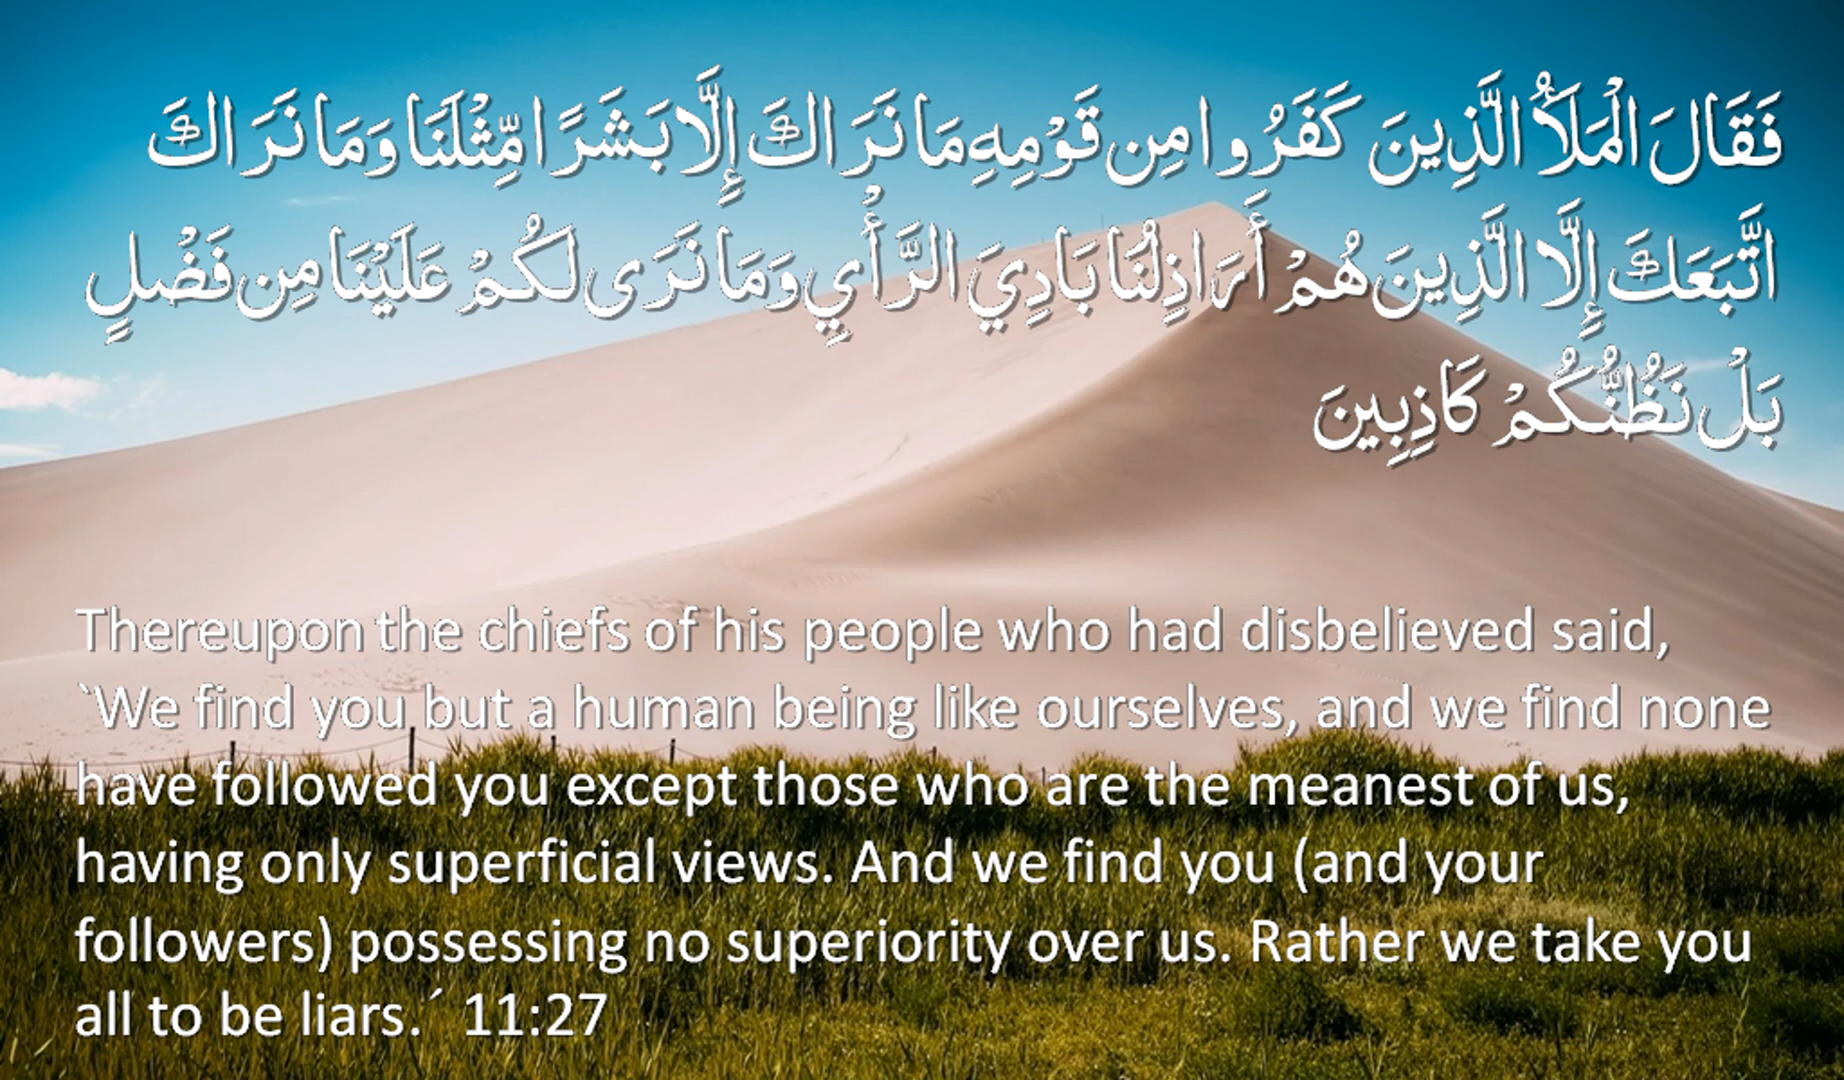 فَقَالَ الْمَلَأُ الَّذِينَ كَفَرُوا مِن قَوْمِهِ مَا نَرَاكَ إِلَّا بَشَرًا مِّثْلَنَا وَمَا نَرَاكَ
اتَّبَعَكَ إِلَّا الَّذِينَ هُمْ أَرَاذِلُنَا بَادِيَ الرَّأْيِ وَمَا نَرَى لَكُمْ عَلَيْنَا مِن فَضْلٍ
بَلْ نَظُنُّكُمْ كَاذِبِينَ
Thereupon the chiefs of his people who had disbelieved said,
`We find you but a human being like ourselves, and we find none
have followed you except those who are the meanest of us,
having only superficial views. And we find you (and your
followers) possessing no superiority over us. Rather we take you
all to be liars.´ 11:27